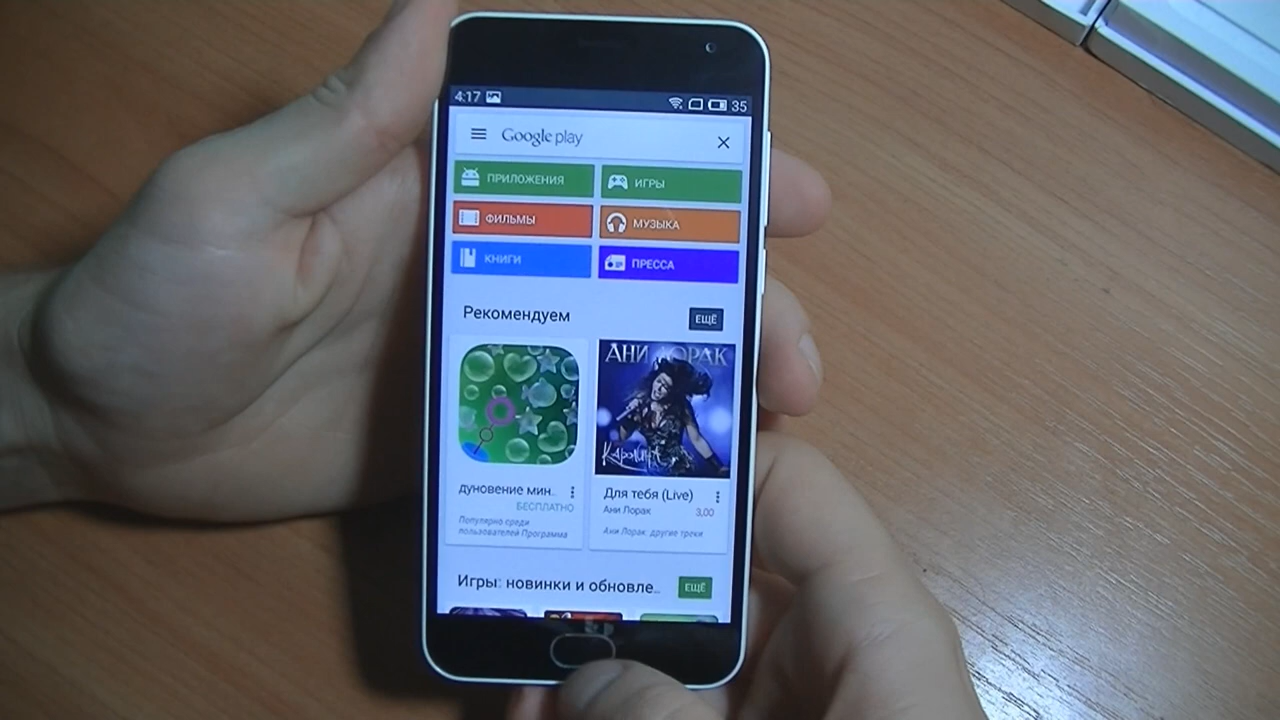 4:17 35
Google play
ПРИЛОЖЕНИЯ ИГРЫ
ФИЛЬМЫ МУЗЫКА
КНИГИ ПРЕССА
Рекомендуем ЕЩЁ
АНИ ЛОРАК
КАРОЛИНА
дуновение мин..
БЕСПЛАТНО
Популярно среди
пользователей Программа
Для тебя (Live)
Ани Лорак 3,00
Ани Лорак: другие треки
Игры: новинки и обновле... ЕЩЁ